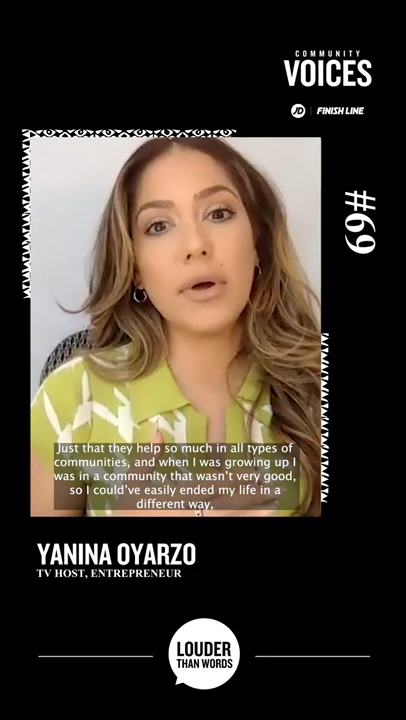 COMMUNITY
VOICES
JD | FINISH LINE
#69
Just that they help so much in all types of
communities, and when I was growing up I
was in a community that wasn't very good,
so I could've easily ended my life in a
different way,
YANINA OYARZO
TV HOST, ENTREPRENEUR
LOUDER
THAN WORDS